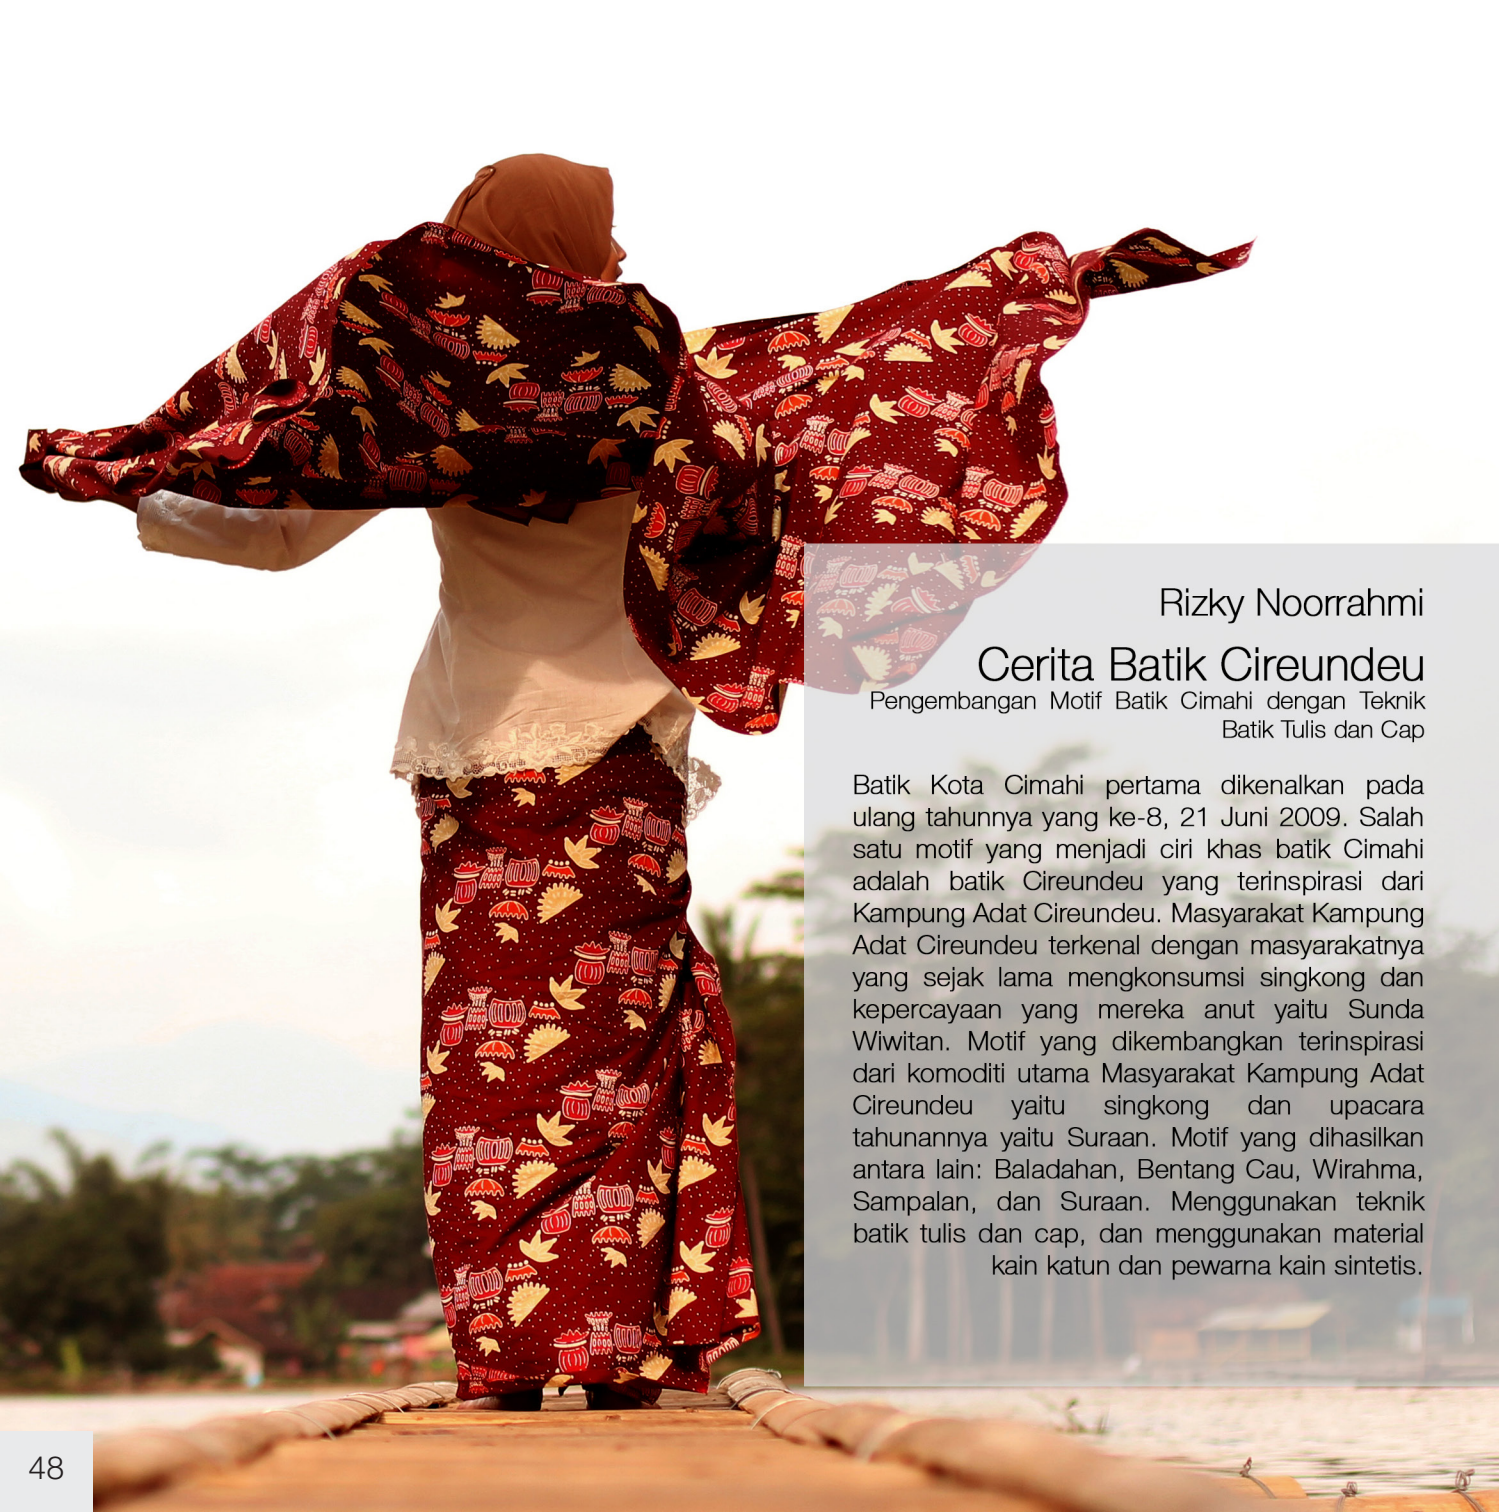 Rizky Noorrahmi
Cerita Batik Cireundeu
Pengembangan Motif Batik Cimahi dengan Teknik
Batik Tulis dan Cap
Batik Kota Cimahi pertama dikenalkan pada
ulang tahunnya yang ke-8, 21 Juni 2009. Salah
satu motif yang menjadi ciri khas batik Cimahi
adalah batik Cireundeu yang terinspirasi dari
Kampung Adat Cireundeu. Masyarakat Kampung
Adat Cireundeu terkenal dengan masyarakatnya
yang sejak lama mengkonsumsi singkong dan
kepercayaan yang mereka anut yaitu Sunda
Wiwitan. Motif yang dikembangkan terinspirasi
dari komoditi utama Masyarakat Kampung Adat
Cireundeu yaitu singkong dan upacara
tahunannya yaitu Suraan. Motif yang dihasilkan
antara lain: Baladahan, Bentang Cau, Wirahma,
Sampalan, dan Suraan. Menggunakan teknik
batik tulis dan cap, dan menggunakan material
kain katun dan pewarna kain sintetis.
48